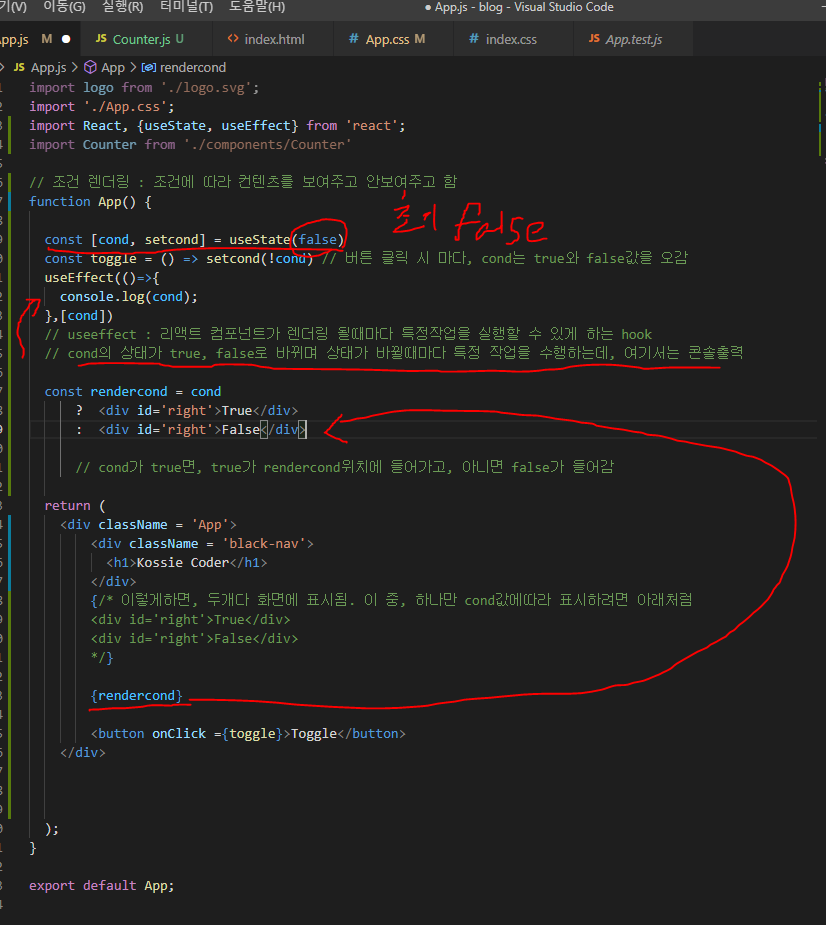 기(V) 이동(G) 실행(R) 터미널(T) 도움말(H) ● App.js - blog - Visual Studio Code
pp.js M ● JS Counter.js U <> index.html # App.css M # index.css JS App.test.js
JS App.js > App > rendercond
import logo from './logo.svg';
import './App.css';
import React, {useState, useEffect} from 'react';
import Counter from './components/Counter'
// 조건 렌더링 : 조건에 따라 컨텐츠를 보여주고 안보여주고 함
function App() {
false
const [cond, setcond] = useState(false)
const toggle = () => setcond(!cond) // 버튼 클릭 시 마다, cond는 true와 false값을 오감
useEffect(()=>{
console.log(cond);
},[cond])
// useeffect : 리액트 컴포넌트가 렌더링 될때마다 특정작업을 실행할 수 있게 하는 hook
// cond의 상태가 true, false로 바뀌며 상태가 바뀔때마다 특정 작업을 수행하는데, 여기서는 콘솔출력
const rendercond = cond
? <div id='right'>True</div>
: <div id='right'>False</div>
// cond가 true면, true가 rendercond위치에 들어가고, 아니면 false가 들어감
return (
<div className = 'App'>
<div className = 'black-nav'>
<h1>Kossie Coder</h1>
</div>
{/* 이렇게하면, 두개다 화면에 표시됨. 이 중, 하나만 cond값에따라 표시하려면 아래처럼
<div id='right'>True</div>
<div id='right'>False</div>
*/}
{rendercond}
<button onClick ={toggle}>Toggle</button>
</div>
);
}
export default App;